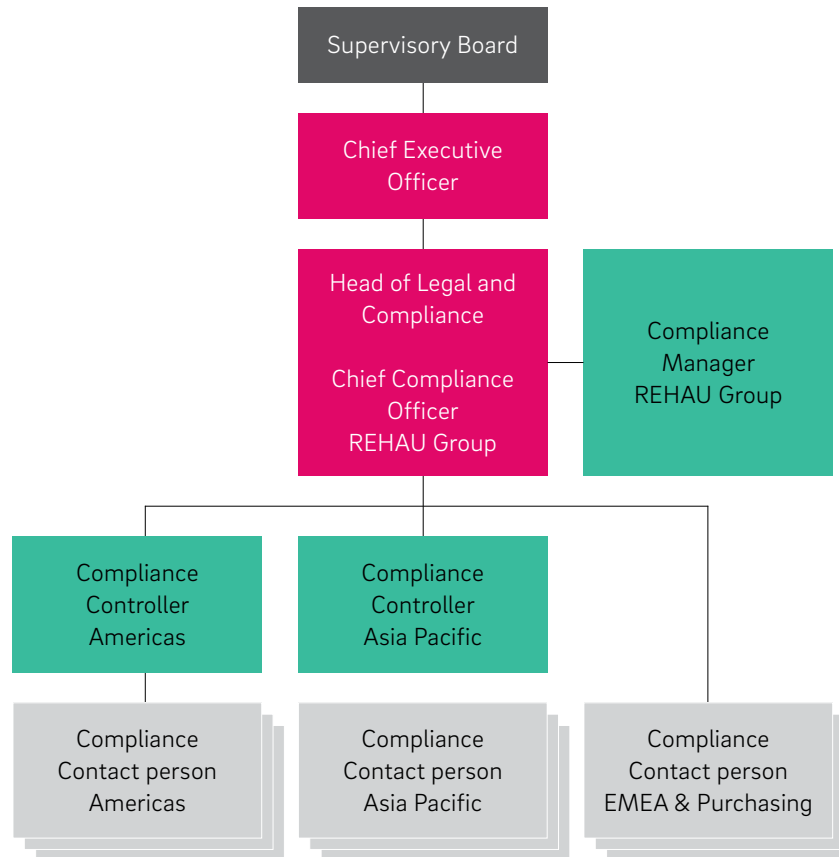 Supervisory Board
Chief Executive
Officer
Head of Legal and
Compliance
Chief Compliance
Officer
REHAU Group
Compliance
Manager
REHAU Group
Compliance
Controller
Americas
Compliance
Controller
Asia Pacific
Compliance
Contact person
Americas
Compliance
Contact person
Asia Pacific
Compliance
Contact person
EMEA & Purchasing